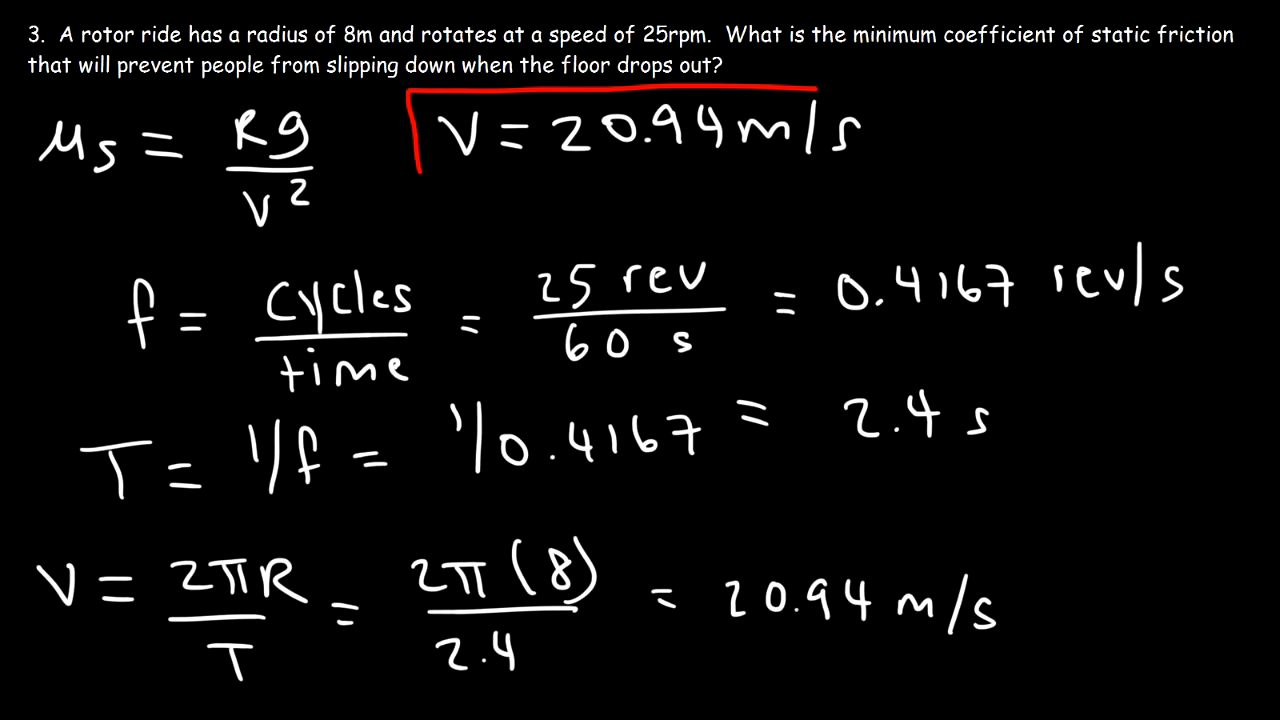 3. A rotor ride has a radius of 8m and rotates at a speed of 25rpm. What is the minimum coefficient of static friction
that will prevent people from slipping down when the floor drops out?
μs = Rg / v²
V = 20.94 m/s
f = cycles / time = 25 rev / 60 s = 0.4167 rev/s
T = 1/f = 1/0.4167 = 2.4 s
V = 2πR / T = 2π(8) / 2.4 = 20.94 m/s